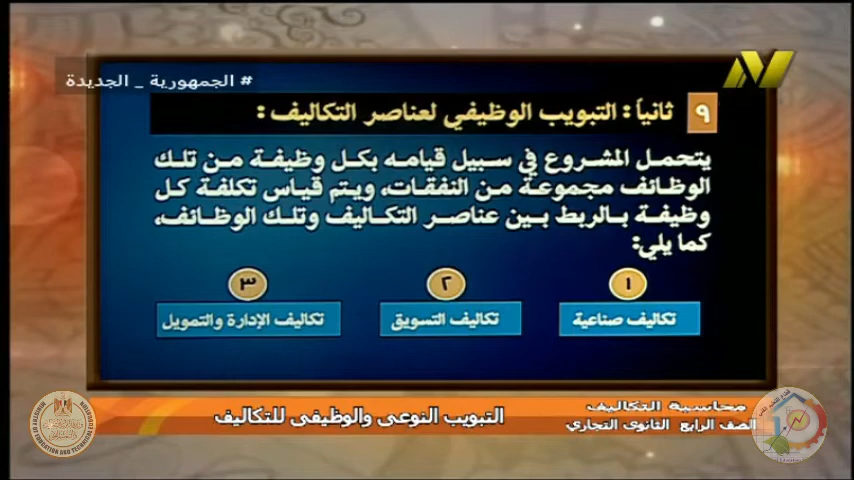 # الجمهورية _ الجديدة
٩ ثانياً: التبويب الوظيفي لعناصر التكاليف:
يتحمل المشروع في سبيل قيامه بكل وظيفة من تلك
الوظائف مجموعة من النفقات، ويتم قياس تكلفة كل
وظيفة بالربط بين عناصر التكاليف وتلك الوظائف،
كما يلي:
١
٢
٣
تكاليف صناعية
تكاليف التسويق
تكاليف الإدارة والتمويل
محاسبة التكاليف
الصف الرابع الثانوى التجارى
التبويب النوعى والوظيفى للتكاليف